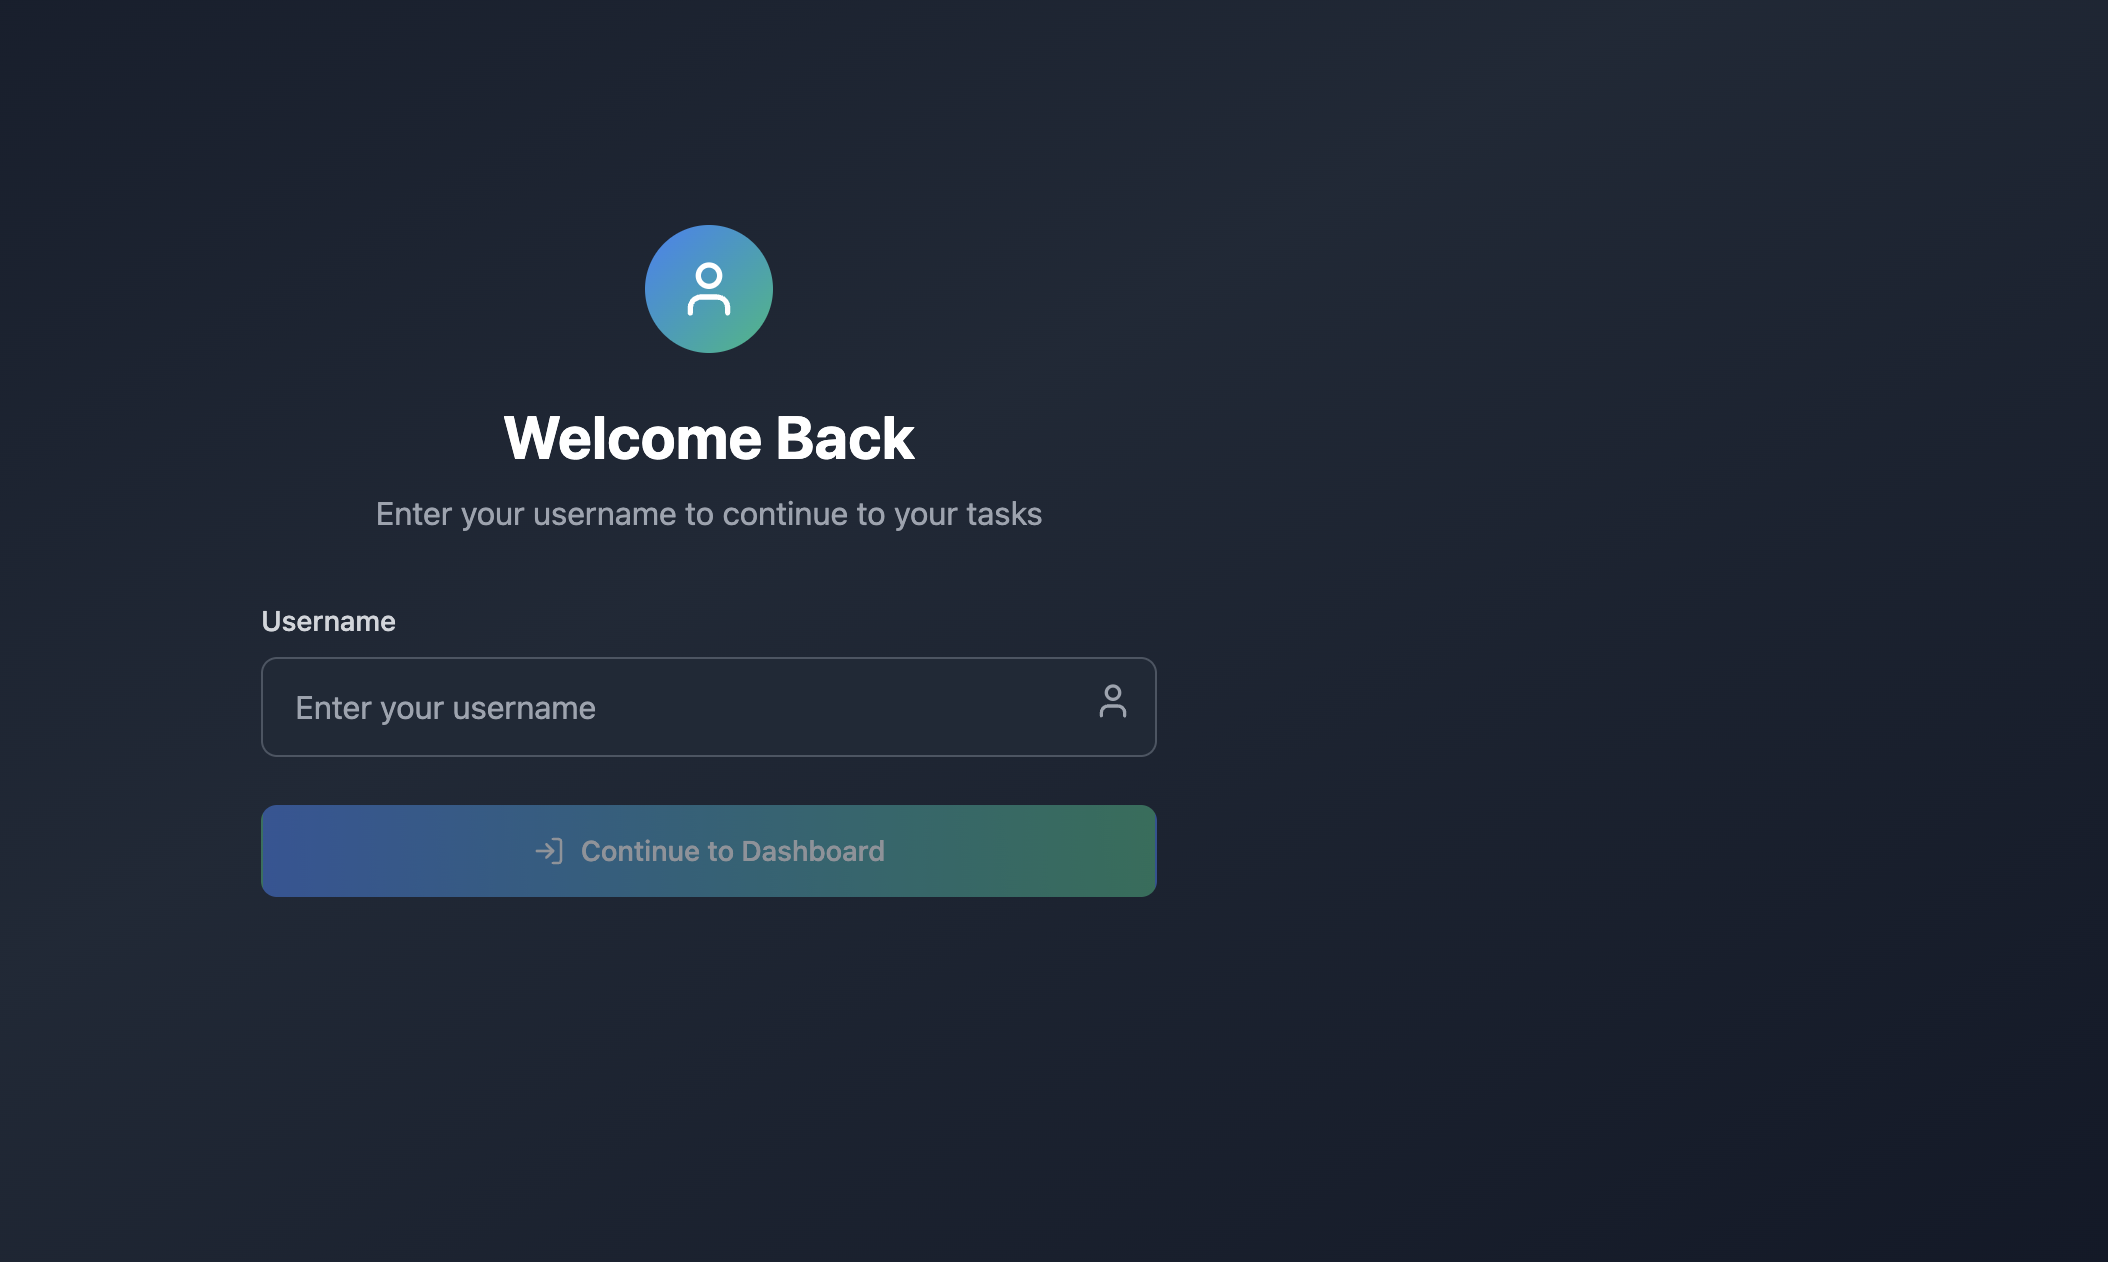 Welcome Back
Enter your username to continue to your tasks
Username
Enter your username
Continue to Dashboard